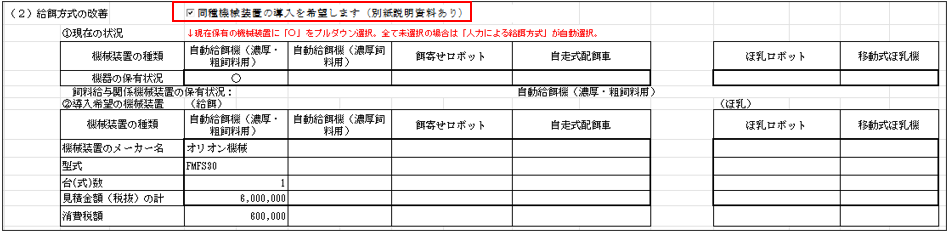 （２）給餌方式の改善 ☑同種機械装置の導入を希望します（別紙説明資料あり）
①現在の状況 ↓現在保有の機械装置に「〇」をプルダウン選択。全て未選択の場合は「人力による給餌方式」が自動選択。
機械装置の種類 自動給餌機（濃厚・粗飼料用） 自動給餌機（濃厚飼料用） 餌寄せロボット 自走式配餌車 ほ乳ロボット 移動式ほ乳機
機器の保有状況 〇
飼料給与関係機械装置の保有状況： 自動給餌機（濃厚・粗飼料用）
②導入希望の機械装置 （給餌） （ほ乳）
機械装置の種類 自動給餌機（濃厚・粗飼料用） 自動給餌機（濃厚飼料用） 餌寄せロボット 自走式配餌車 ほ乳ロボット 移動式ほ乳機
機械装置のメーカー名 オリオン機械
型式 FMFS30
台(式)数 1
見積金額（税抜）の計 6,000,000
消費税額 600,000